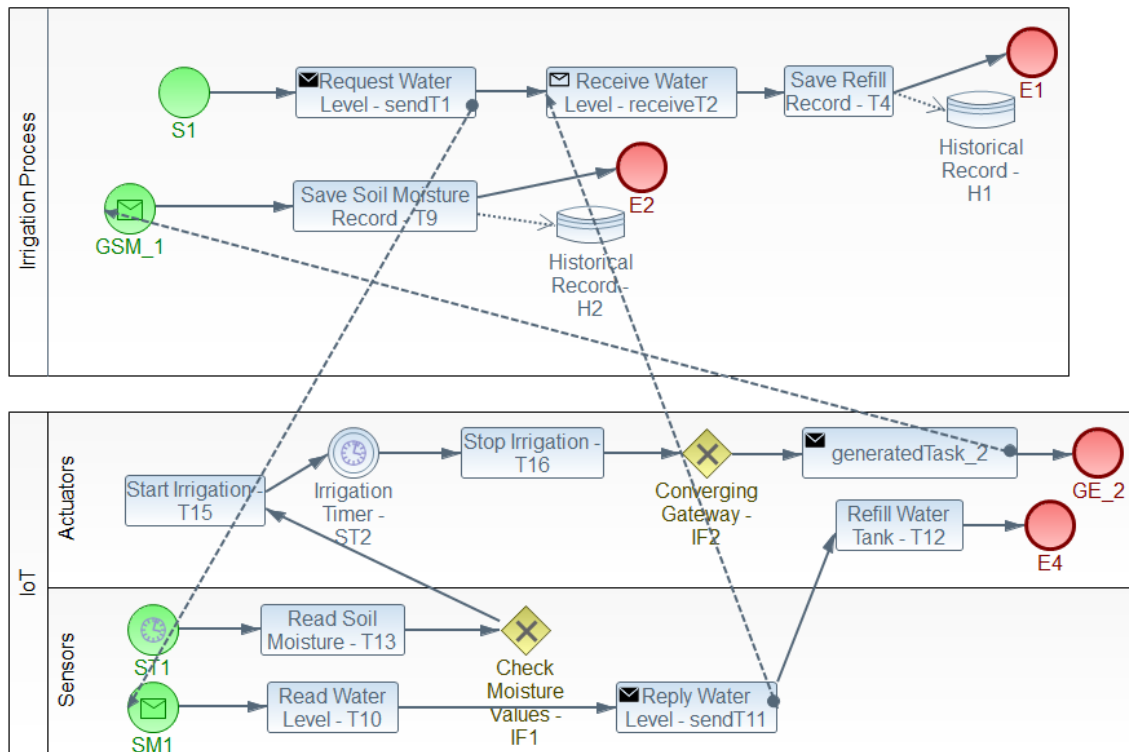 Irrigation Process
S1
Request Water
Level - sendT1
Receive Water
Level - receiveT2
Save Refill
Record - T4
E1
Historical
Record -
H1
GSM_1
Save Soil Moisture
Record - T9
E2
Historical
Record -
H2
IoT
Actuators
Start Irrigation -
T15
Irrigation
Timer -
ST2
Stop Irrigation -
T16
Converging
Gateway -
IF2
generatedTask_2
GE_2
Refill Water
Tank - T12
E4
Sensors
ST1
Read Soil
Moisture - T13
Check
Moisture
Values -
IF1
SM1
Read Water
Level - T10
Reply Water
Level - sendT11